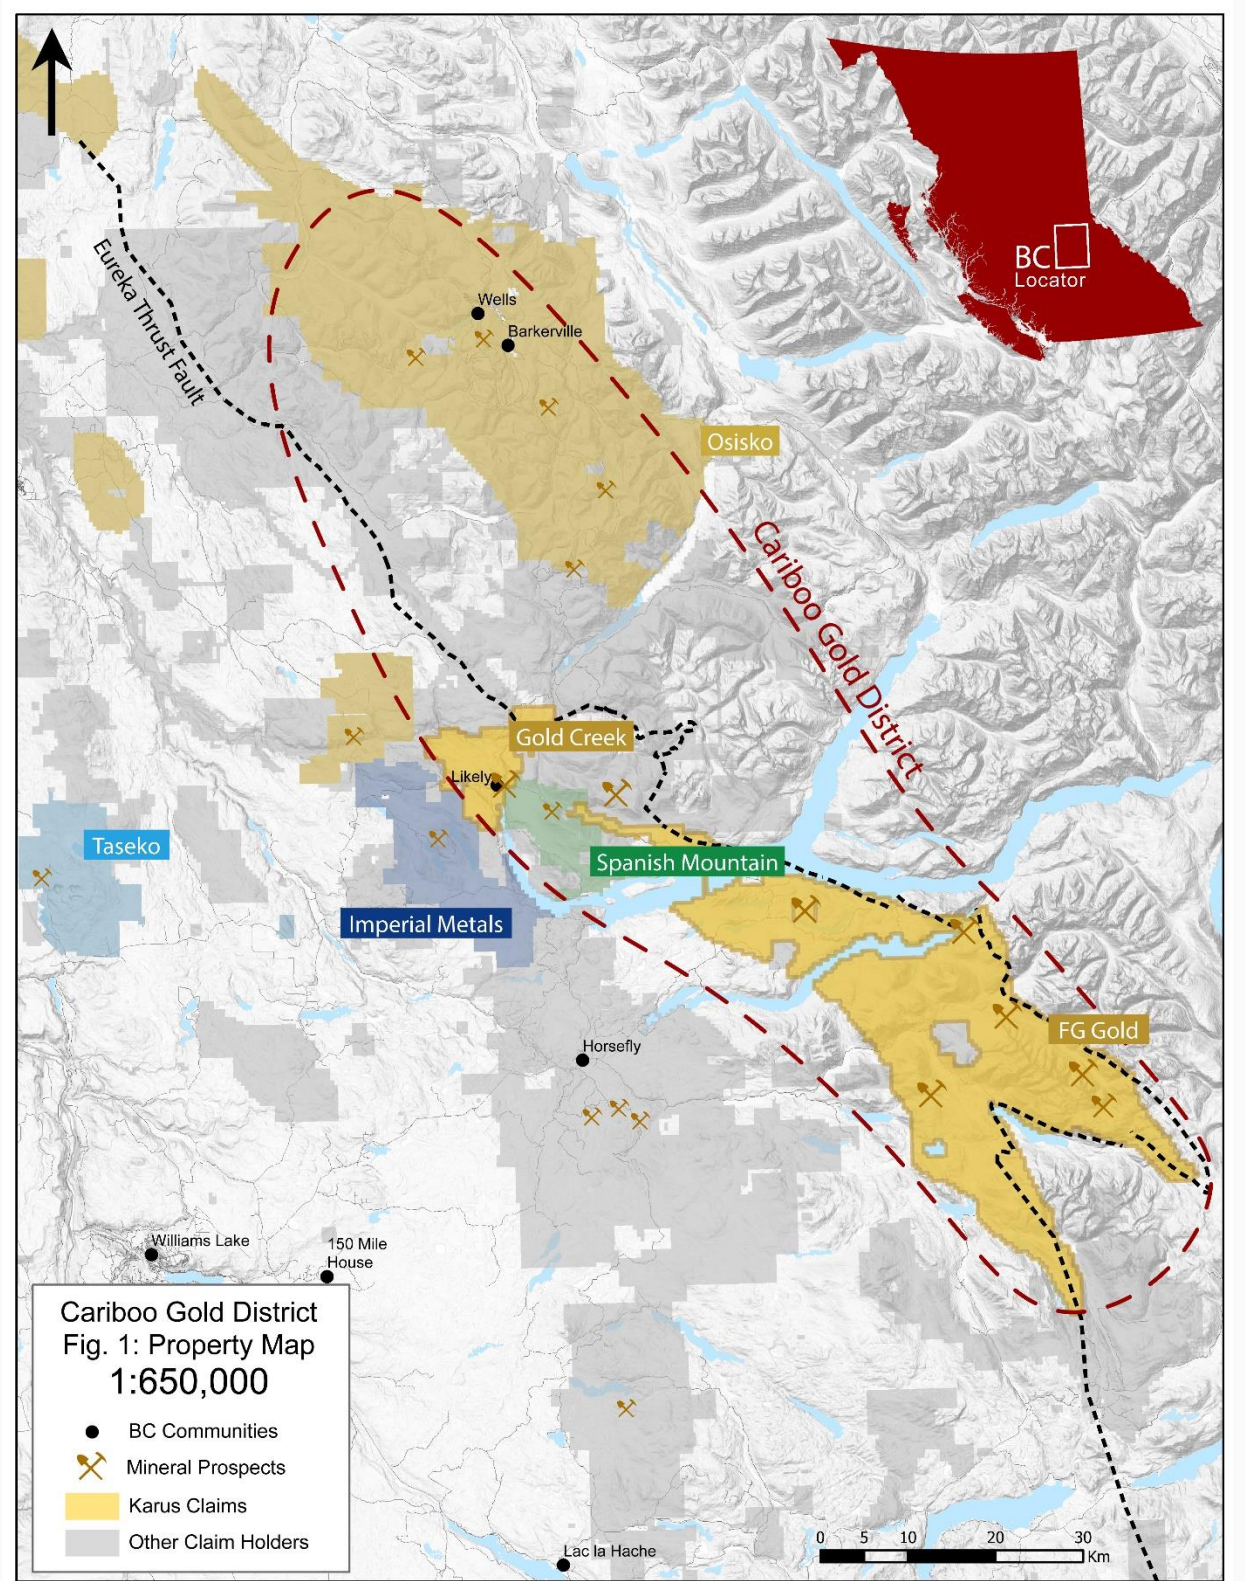 BC
Locator
Eureka Thrust Fault
Wells
Barkerville
Osisko
Cariboo Gold District
Gold Creek
Likely
Taseko
Spanish Mountain
Imperial Metals
FG Gold
Horsefly
Williams Lake
150 Mile
House
Cariboo Gold District
Fig. 1: Property Map
1:650,000
BC Communities
Mineral Prospects
Karus Claims
Other Claim Holders
Lac la Hache
0 5 10 20 30
Km